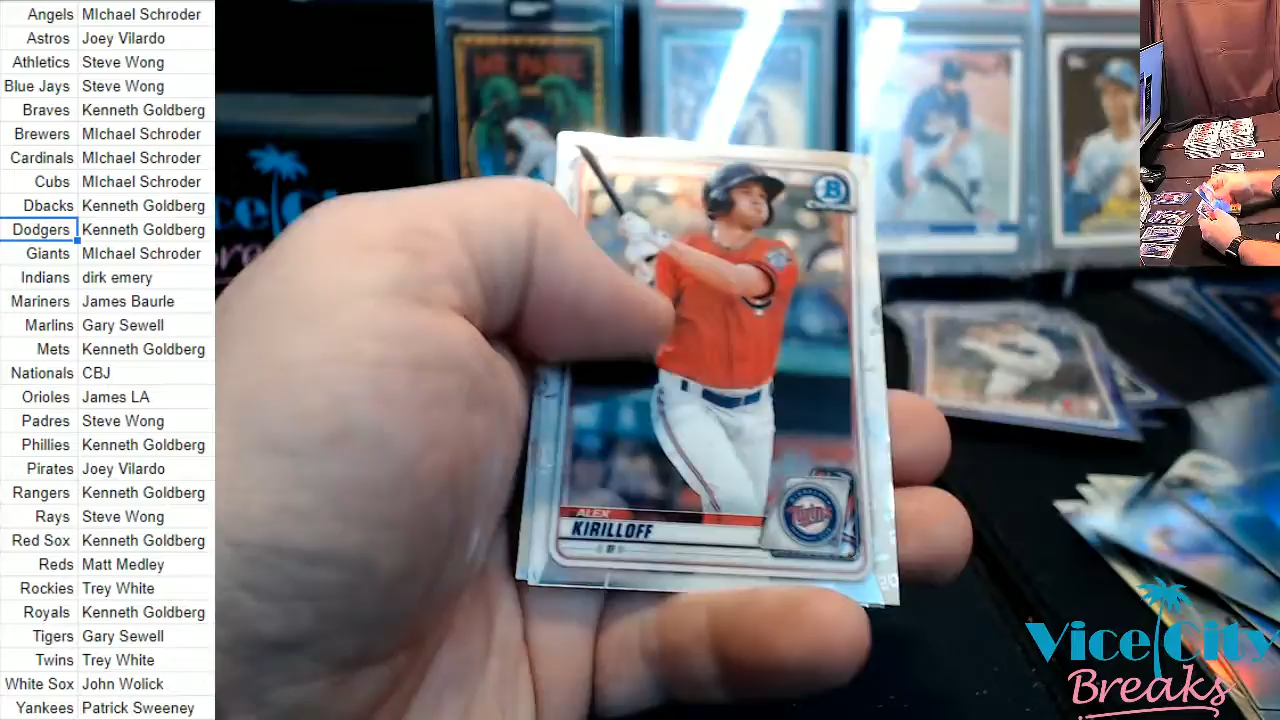 Angels MIchael Schroder
Astros Joey Vilardo
Athletics Steve Wong
Blue Jays Steve Wong
Braves Kenneth Goldberg
Brewers MIchael Schroder
Cardinals MIchael Schroder
Cubs MIchael Schroder
Dbacks Kenneth Goldberg
Dodgers Kenneth Goldberg
Giants MIchael Schroder
Indians dirk emery
Mariners James Baurle
Marlins Gary Sewell
Mets Kenneth Goldberg
Nationals CBJ
Orioles James LA
Padres Steve Wong
Phillies Kenneth Goldberg
Pirates Joey Vilardo
Rangers Kenneth Goldberg
Rays Steve Wong
Red Sox Kenneth Goldberg
Reds Matt Medley
Rockies Trey White
Royals Kenneth Goldberg
Tigers Gary Sewell
Twins Trey White
White Sox John Wolick
Yankees Patrick Sweeney
B
ALEX
KIRILLOFF
Twins
Vice City
Breaks